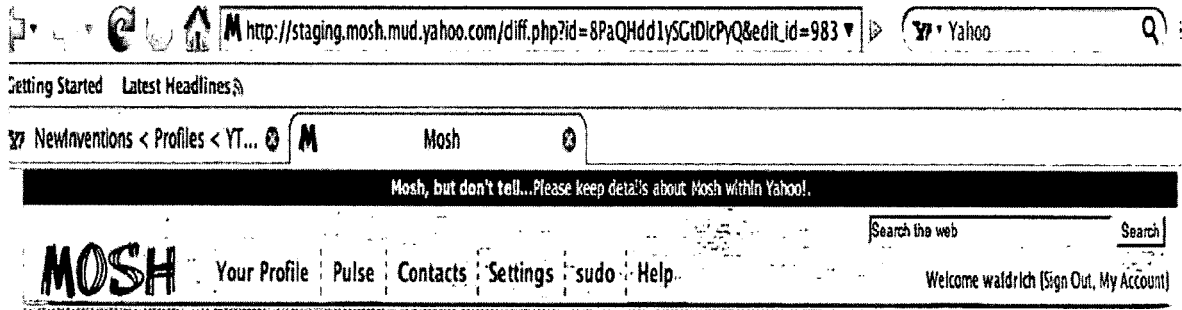 M http://staging.mosh.mud.yahoo.com/diff.php?id=8PaQHdd1ySGtDlcPyQ&edit_id=983 Y! Yahoo
Getting Started Latest Headlines
Y! NewInventions < Profiles < YT... M Mosh
Mosh, but don't tell...Please keep details about Mosh within Yahoo!.
Search the web Search
MOSH Your Profile Pulse Contacts Settings sudo Help
Welcome waldrich (Sign Out, My Account)